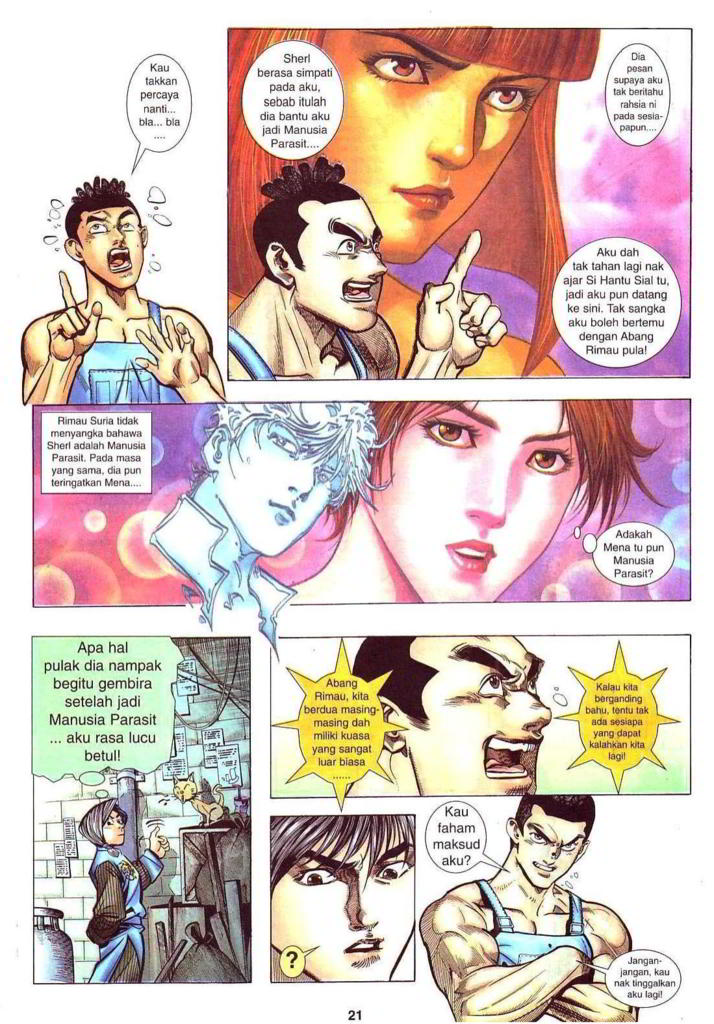 Kau
takkan
percaya
nanti...
bla... bla
....
Sherl
berasa simpati
pada aku,
sebab itulah
dia bantu aku
jadi Manusia
Parasit....
Dia
pesan
supaya aku
tak beritahu
rahsia ni
pada sesia-
papun....
Aku dah
tak tahan lagi nak
ajar Si Hantu Sial tu,
jadi aku pun datang
ke sini. Tak sangka
aku boleh bertemu
dengan Abang
Rimau pula!
Rimau Suria tidak
menyangka bahawa
Sherl adalah Manusia
Parasit. Pada masa
yang sama, dia pun
teringatkan Mena....
Adakah
Mena tu pun
Manusia
Parasit?
Apa hal
pulak dia nampak
begitu gembira
setelah jadi
Manusia Parasit
... aku rasa lucu
betul!
Abang
Rimau, kita
berdua masing-
masing dah
miliki kuasa
yang sangat
luar biasa
......
Kalau kita
berganding
bahu, tentu tak
ada sesiapa
yang dapat
kalahkan kita
lagi!
?
Kau
faham
maksud
aku?
Jangan-
jangan, kau
nak tinggalkan
aku lagi!
21